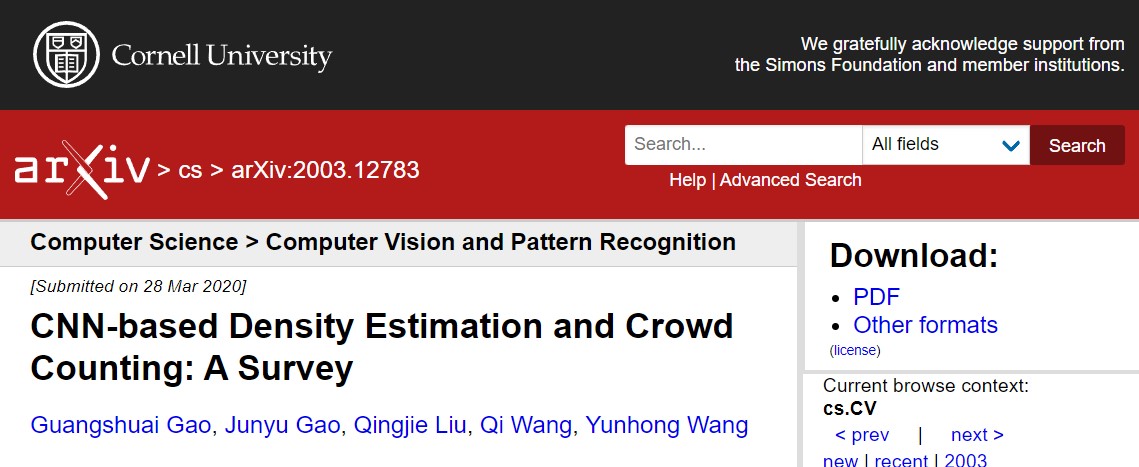 Cornell University
We gratefully acknowledge support from
the Simons Foundation and member institutions.
arXiv > cs > arXiv:2003.12783
Search...
All fields
Search
Help | Advanced Search
Computer Science > Computer Vision and Pattern Recognition
[Submitted on 28 Mar 2020]
CNN-based Density Estimation and Crowd
Counting: A Survey
Guangshuai Gao, Junyu Gao, Qingjie Liu, Qi Wang, Yunhong Wang
Download:
• PDF
• Other formats
(license)
Current browse context:
cs.CV
< prev | next >
new | recent | 2003